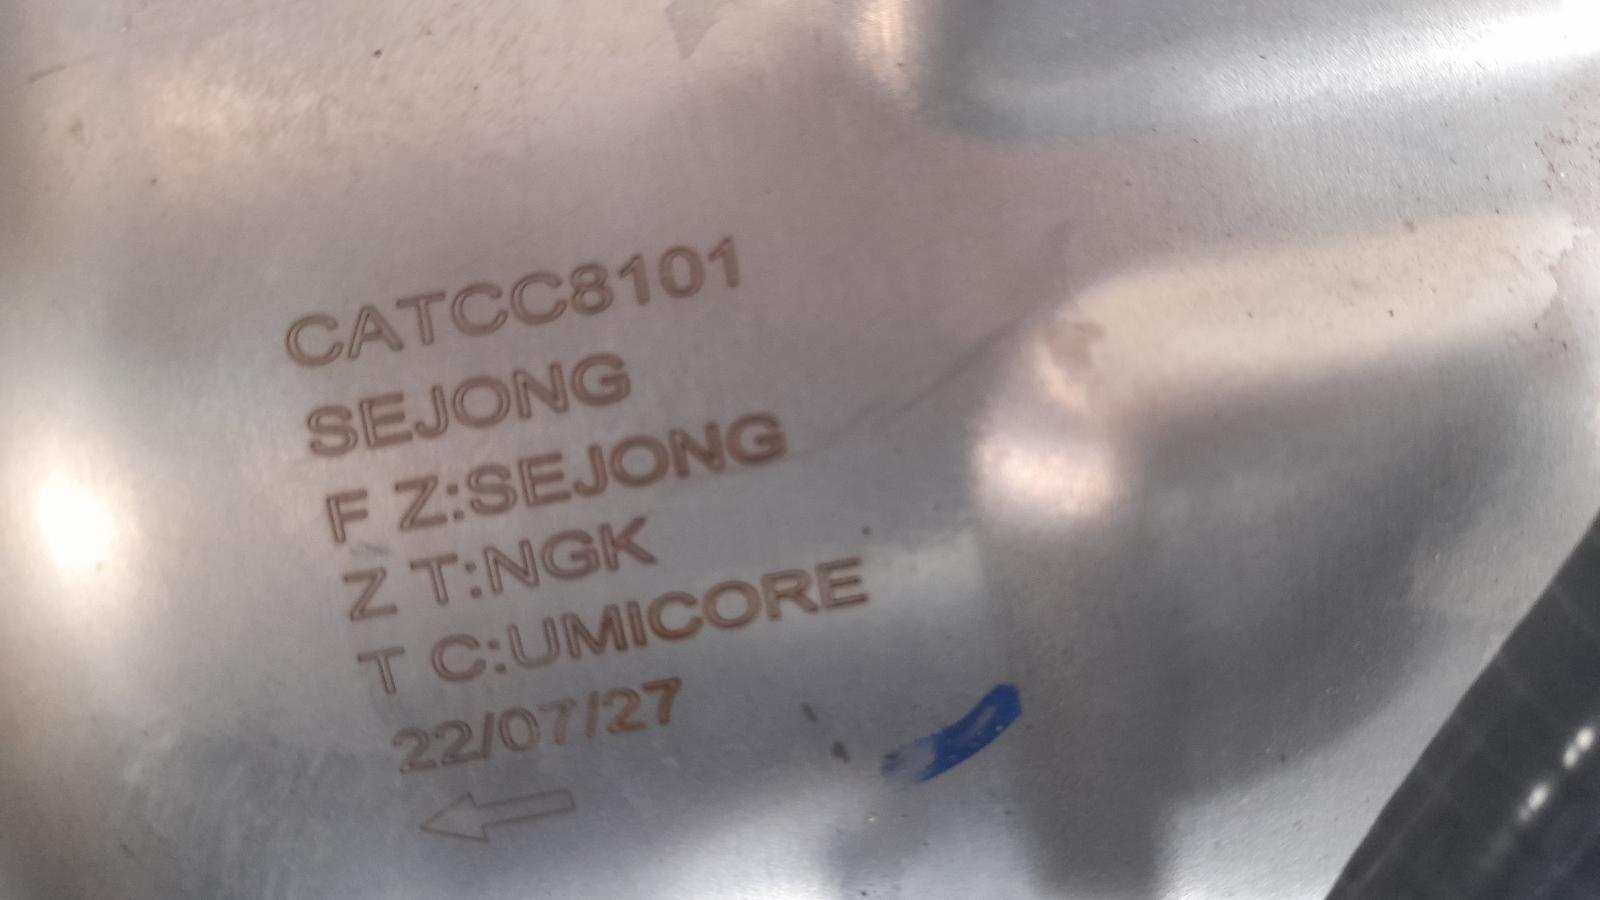 CATCC8101
SEJONG
F Z:SEJONG
Z T:NGK
T C:UMICORE
22/07/27